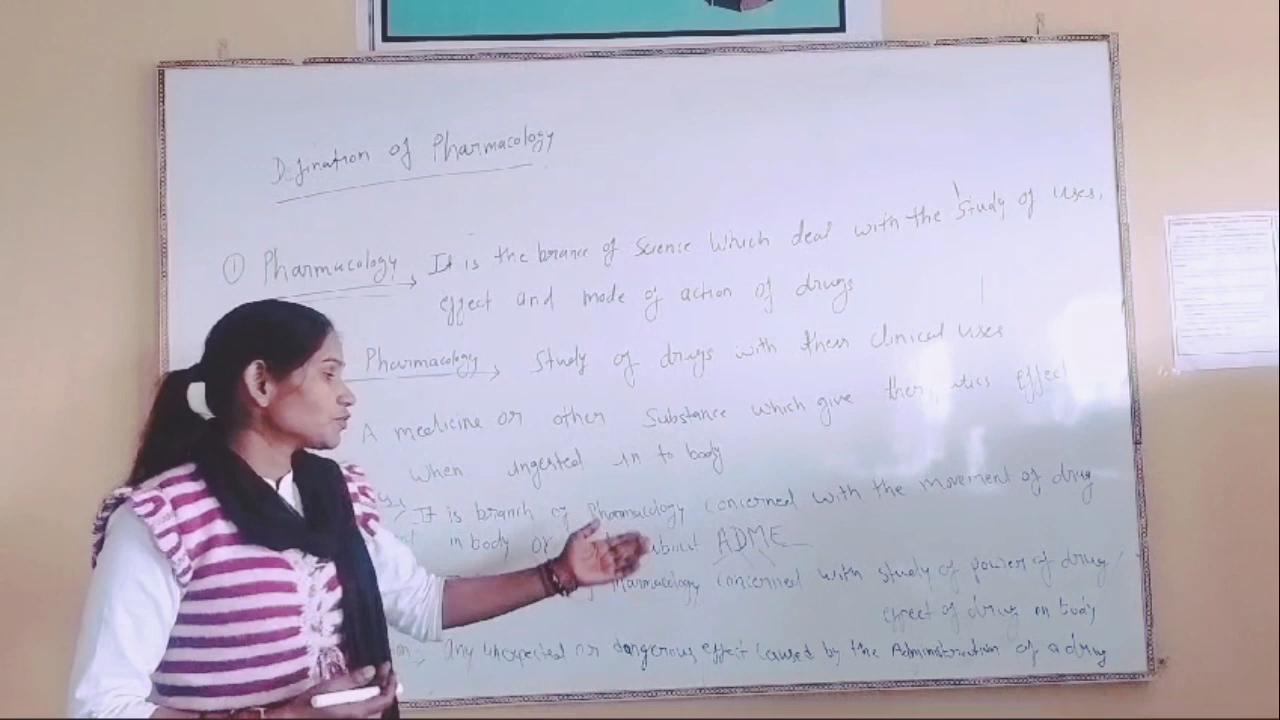 Defination of Pharmacology
① Pharmacology → It is the brance of Science Which deal with the study of uses,
effect and mode of action of drugs
Pharmacology → Study of drugs with their clinical uses
A medicine or other Substance which give effect
When ingested in to body
It is branch of Pharmacology concerned with the movement of drug
in body or ADME
Pharmacology concerned with study of power of drug
effect of drug on body
Any unexpected or dangerous effect caused by the Administration of a drug